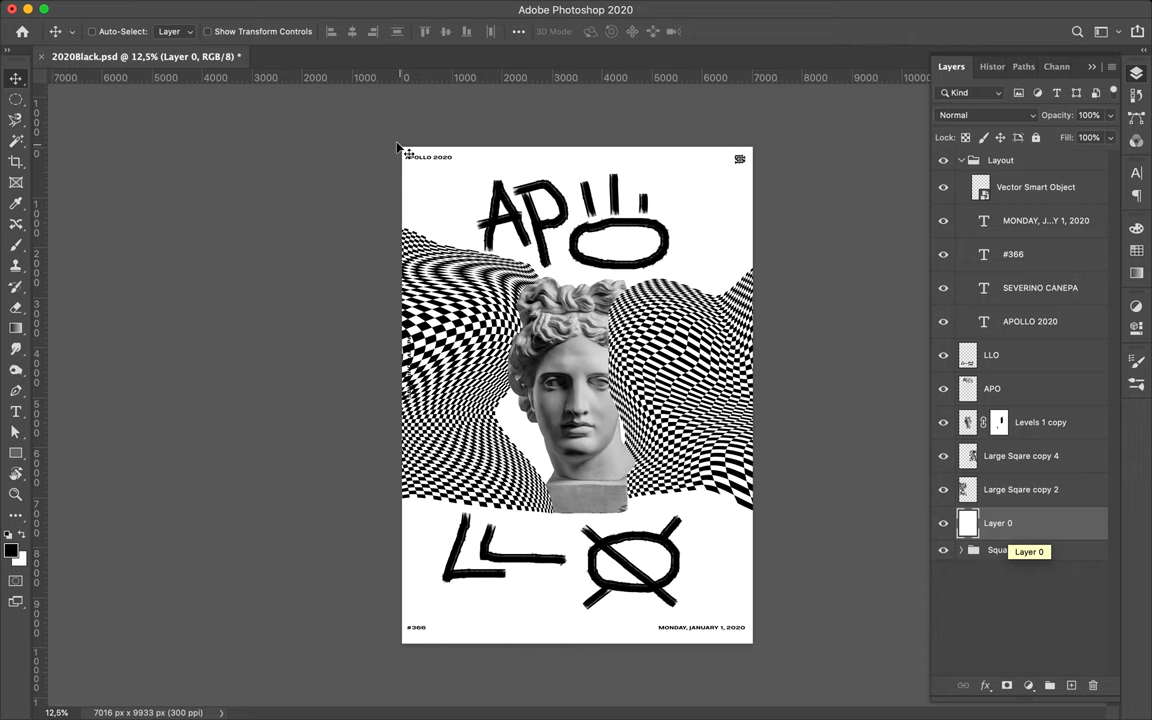 Adobe Photoshop 2020
Auto-Select: Layer Show Transform Controls 3D Mode:
2020Black.psd @ 12,5% (Layer 0, RGB/8) *
7000 6000 5000 4000 3000 2000 1000 0 1000 2000 3000 4000 5000 6000 7000 8000 9000 10000
Layers Histor Paths Chann
Kind
Normal Opacity: 100%
Lock: Fill: 100%
Layout
Vector Smart Object
MONDAY, J...Y 1, 2020
#366
SEVERINO CANEPA
APOLLO 2020
LLO
APO
Levels 1 copy
Large Sqare copy 4
Large Sqare copy 2
Layer 0
Squa
Layer 0
APOLLO 2020
APO
LLO
#366 MONDAY, JANUARY 1, 2020
12,5% 7016 px x 9933 px (300 ppi)